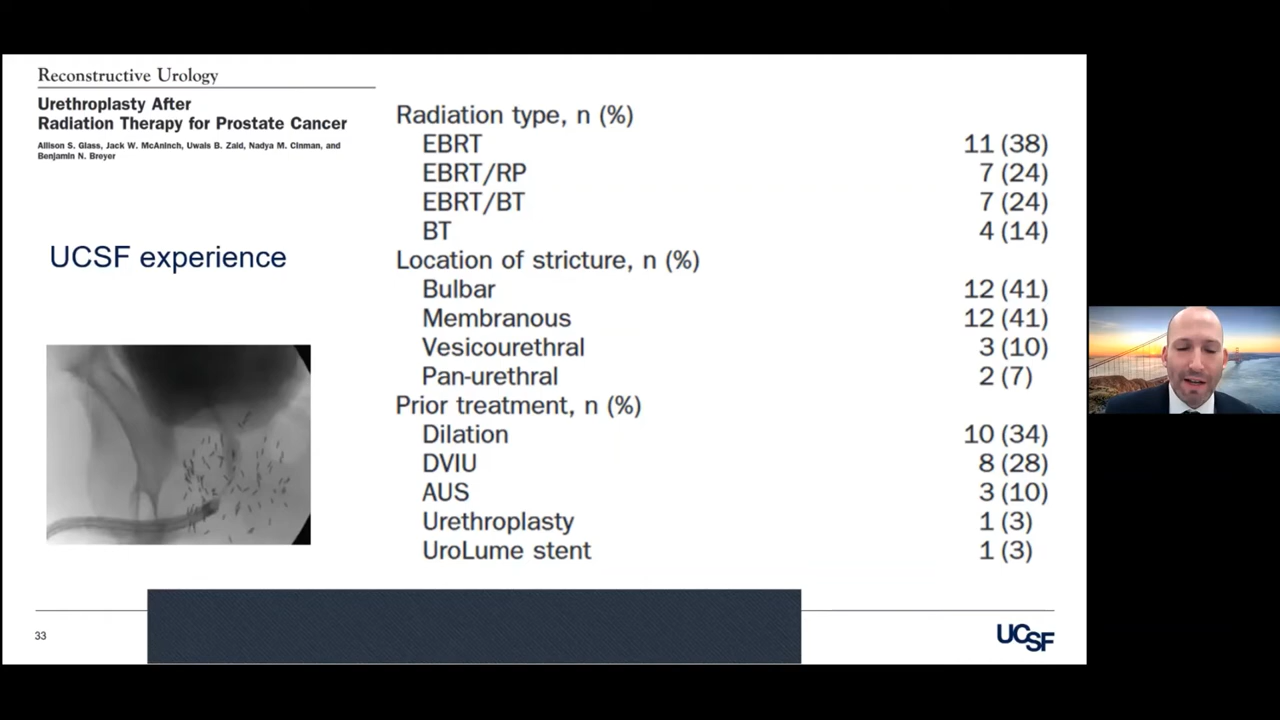 Reconstructive Urology
Urethroplasty After
Radiation Therapy for Prostate Cancer
Allison S. Glass, Jack W. McAninch, Uwais B. Zaid, Nadya M. Cinman, and
Benjamin N. Breyer
UCSF experience
Radiation type, n (%)
EBRT 11 (38)
EBRT/RP 7 (24)
EBRT/BT 7 (24)
BT 4 (14)
Location of stricture, n (%)
Bulbar 12 (41)
Membranous 12 (41)
Vesicourethral 3 (10)
Pan-urethral 2 (7)
Prior treatment, n (%)
Dilation 10 (34)
DVIU 8 (28)
AUS 3 (10)
Urethroplasty 1 (3)
UroLume stent 1 (3)
33
UCSF